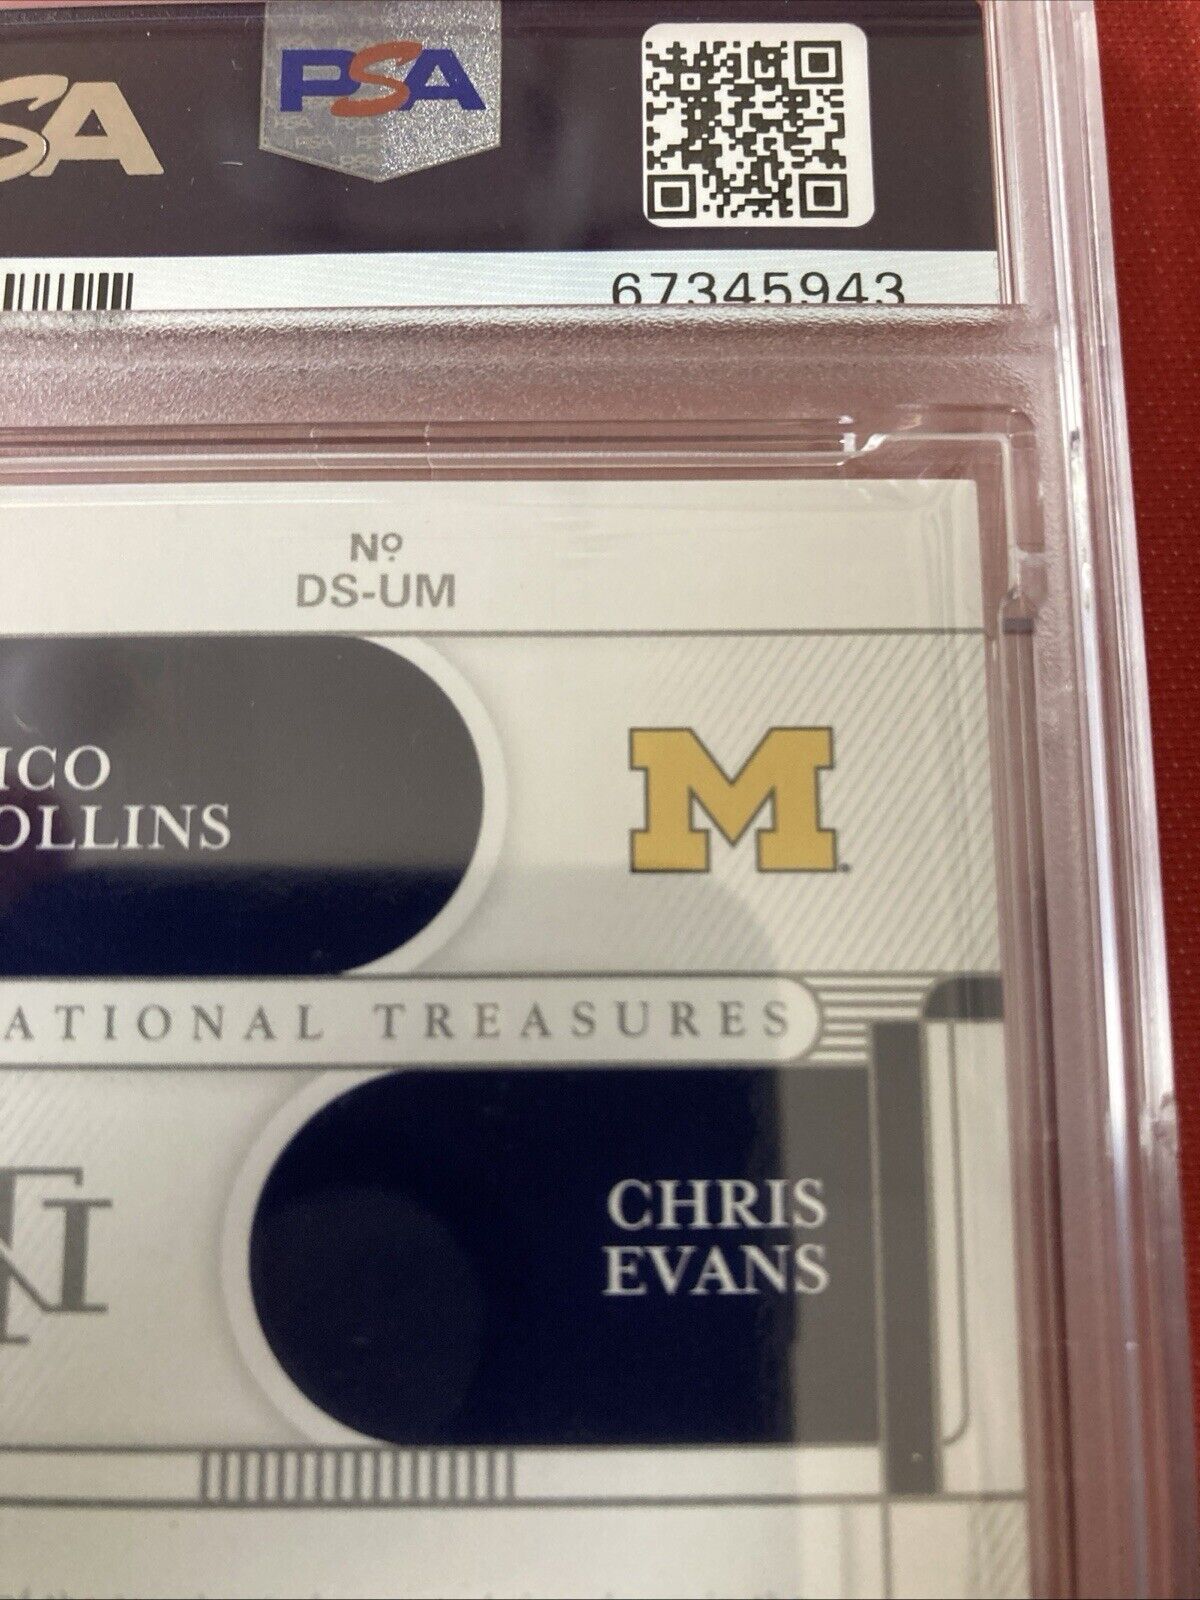 SA
PSA
67345943
Nº
DS-UM
ICO
OLLINS
M
ATIONAL TREASURES
CHRIS
EVANS